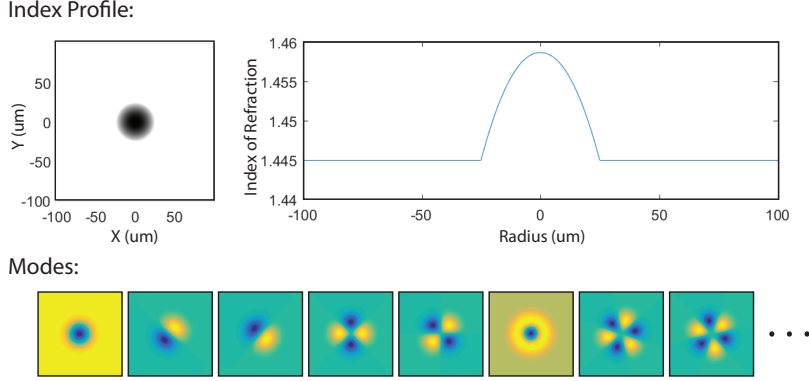 Index Profile:
Y (um)
50
0
-50
-100
-100 -50 0 50
X (um)
Index of Refraction
1.46
1.455
1.45
1.445
1.44
-100 -50 0 50 100
Radius (um)
Modes: